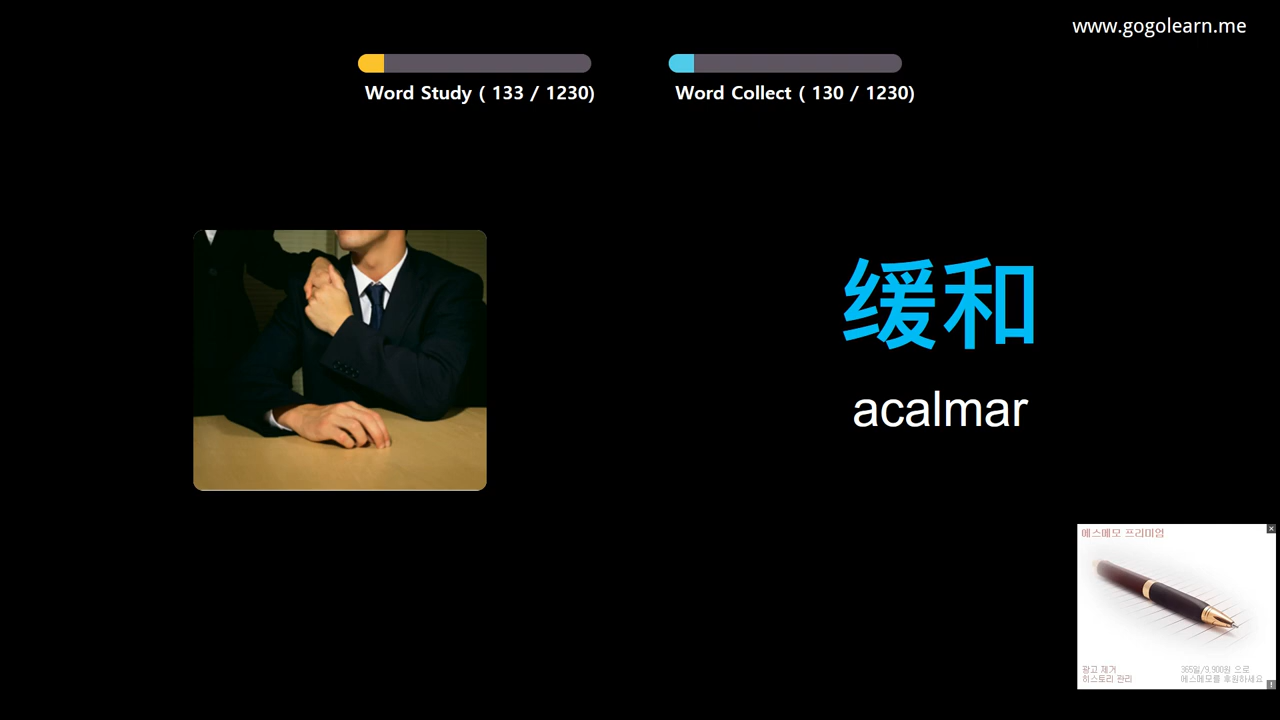 www.gogolearn.me
Word Study ( 133 / 1230)
Word Collect ( 130 / 1230)
缓和
acalmar
에스메모 프리미엄
광고 제거
히스토리 관리
365일/9,900원 으로
에스메모를 후원하세요